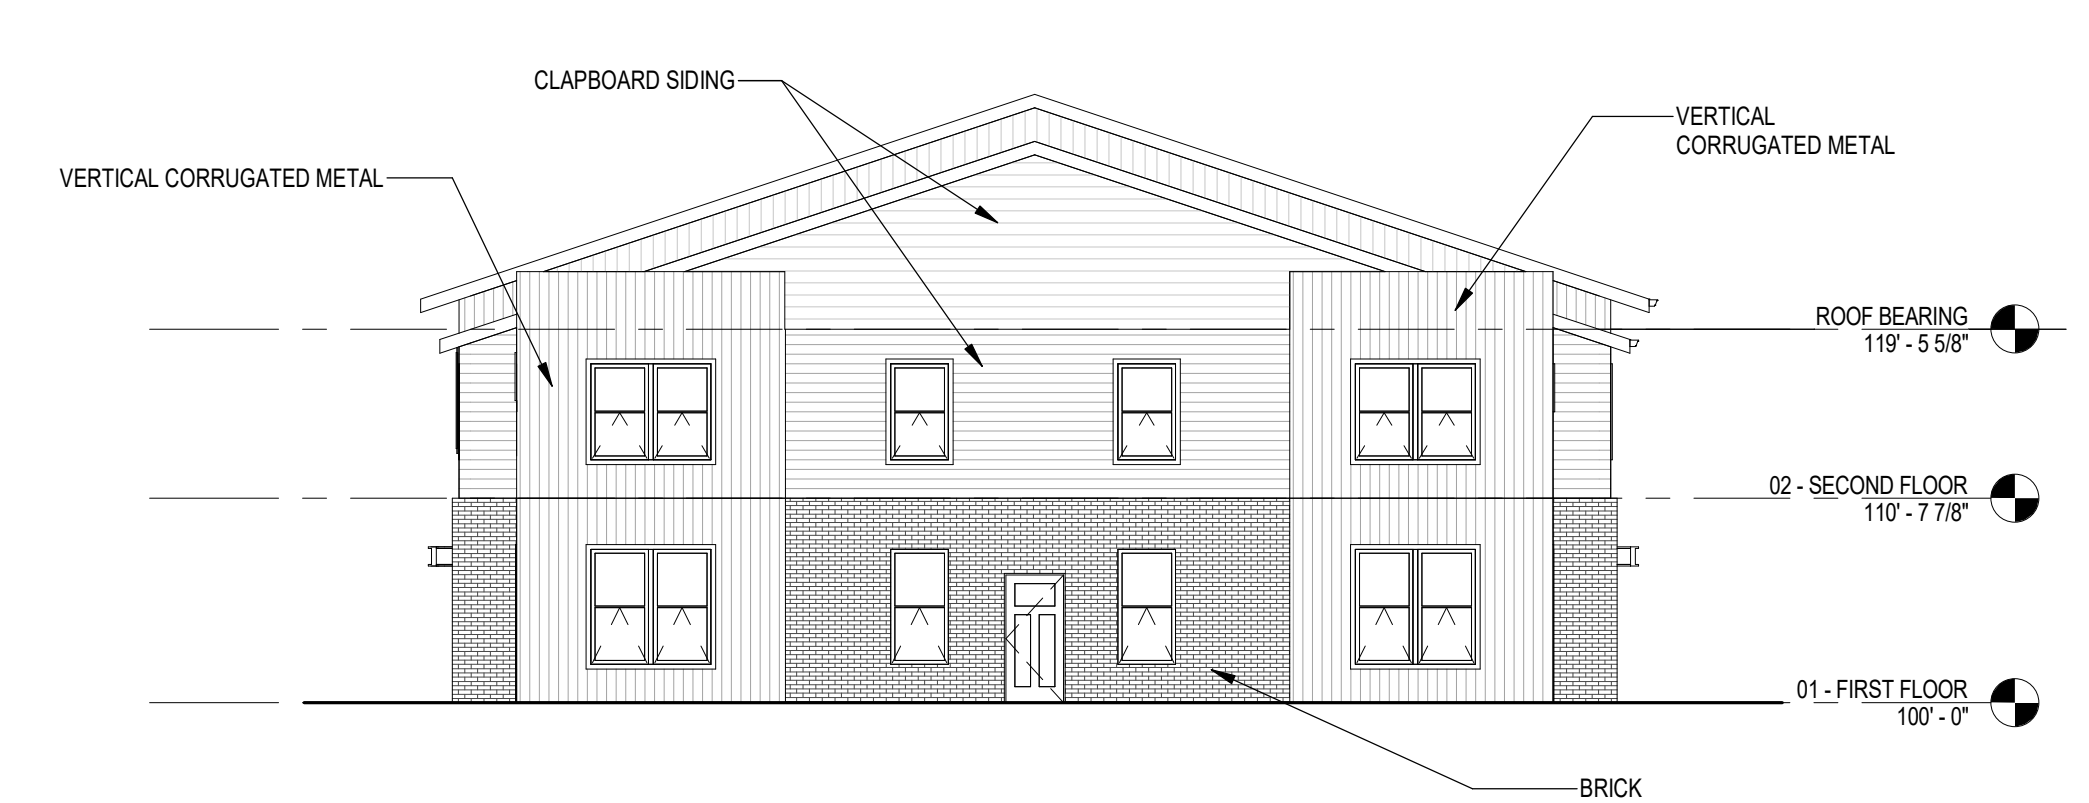 CLAPBOARD SIDING
VERTICAL
CORRUGATED METAL
VERTICAL CORRUGATED METAL
ROOF BEARING
119' - 5 5/8"
02 - SECOND FLOOR
110' - 7 7/8"
01 - FIRST FLOOR
100' - 0"
BRICK